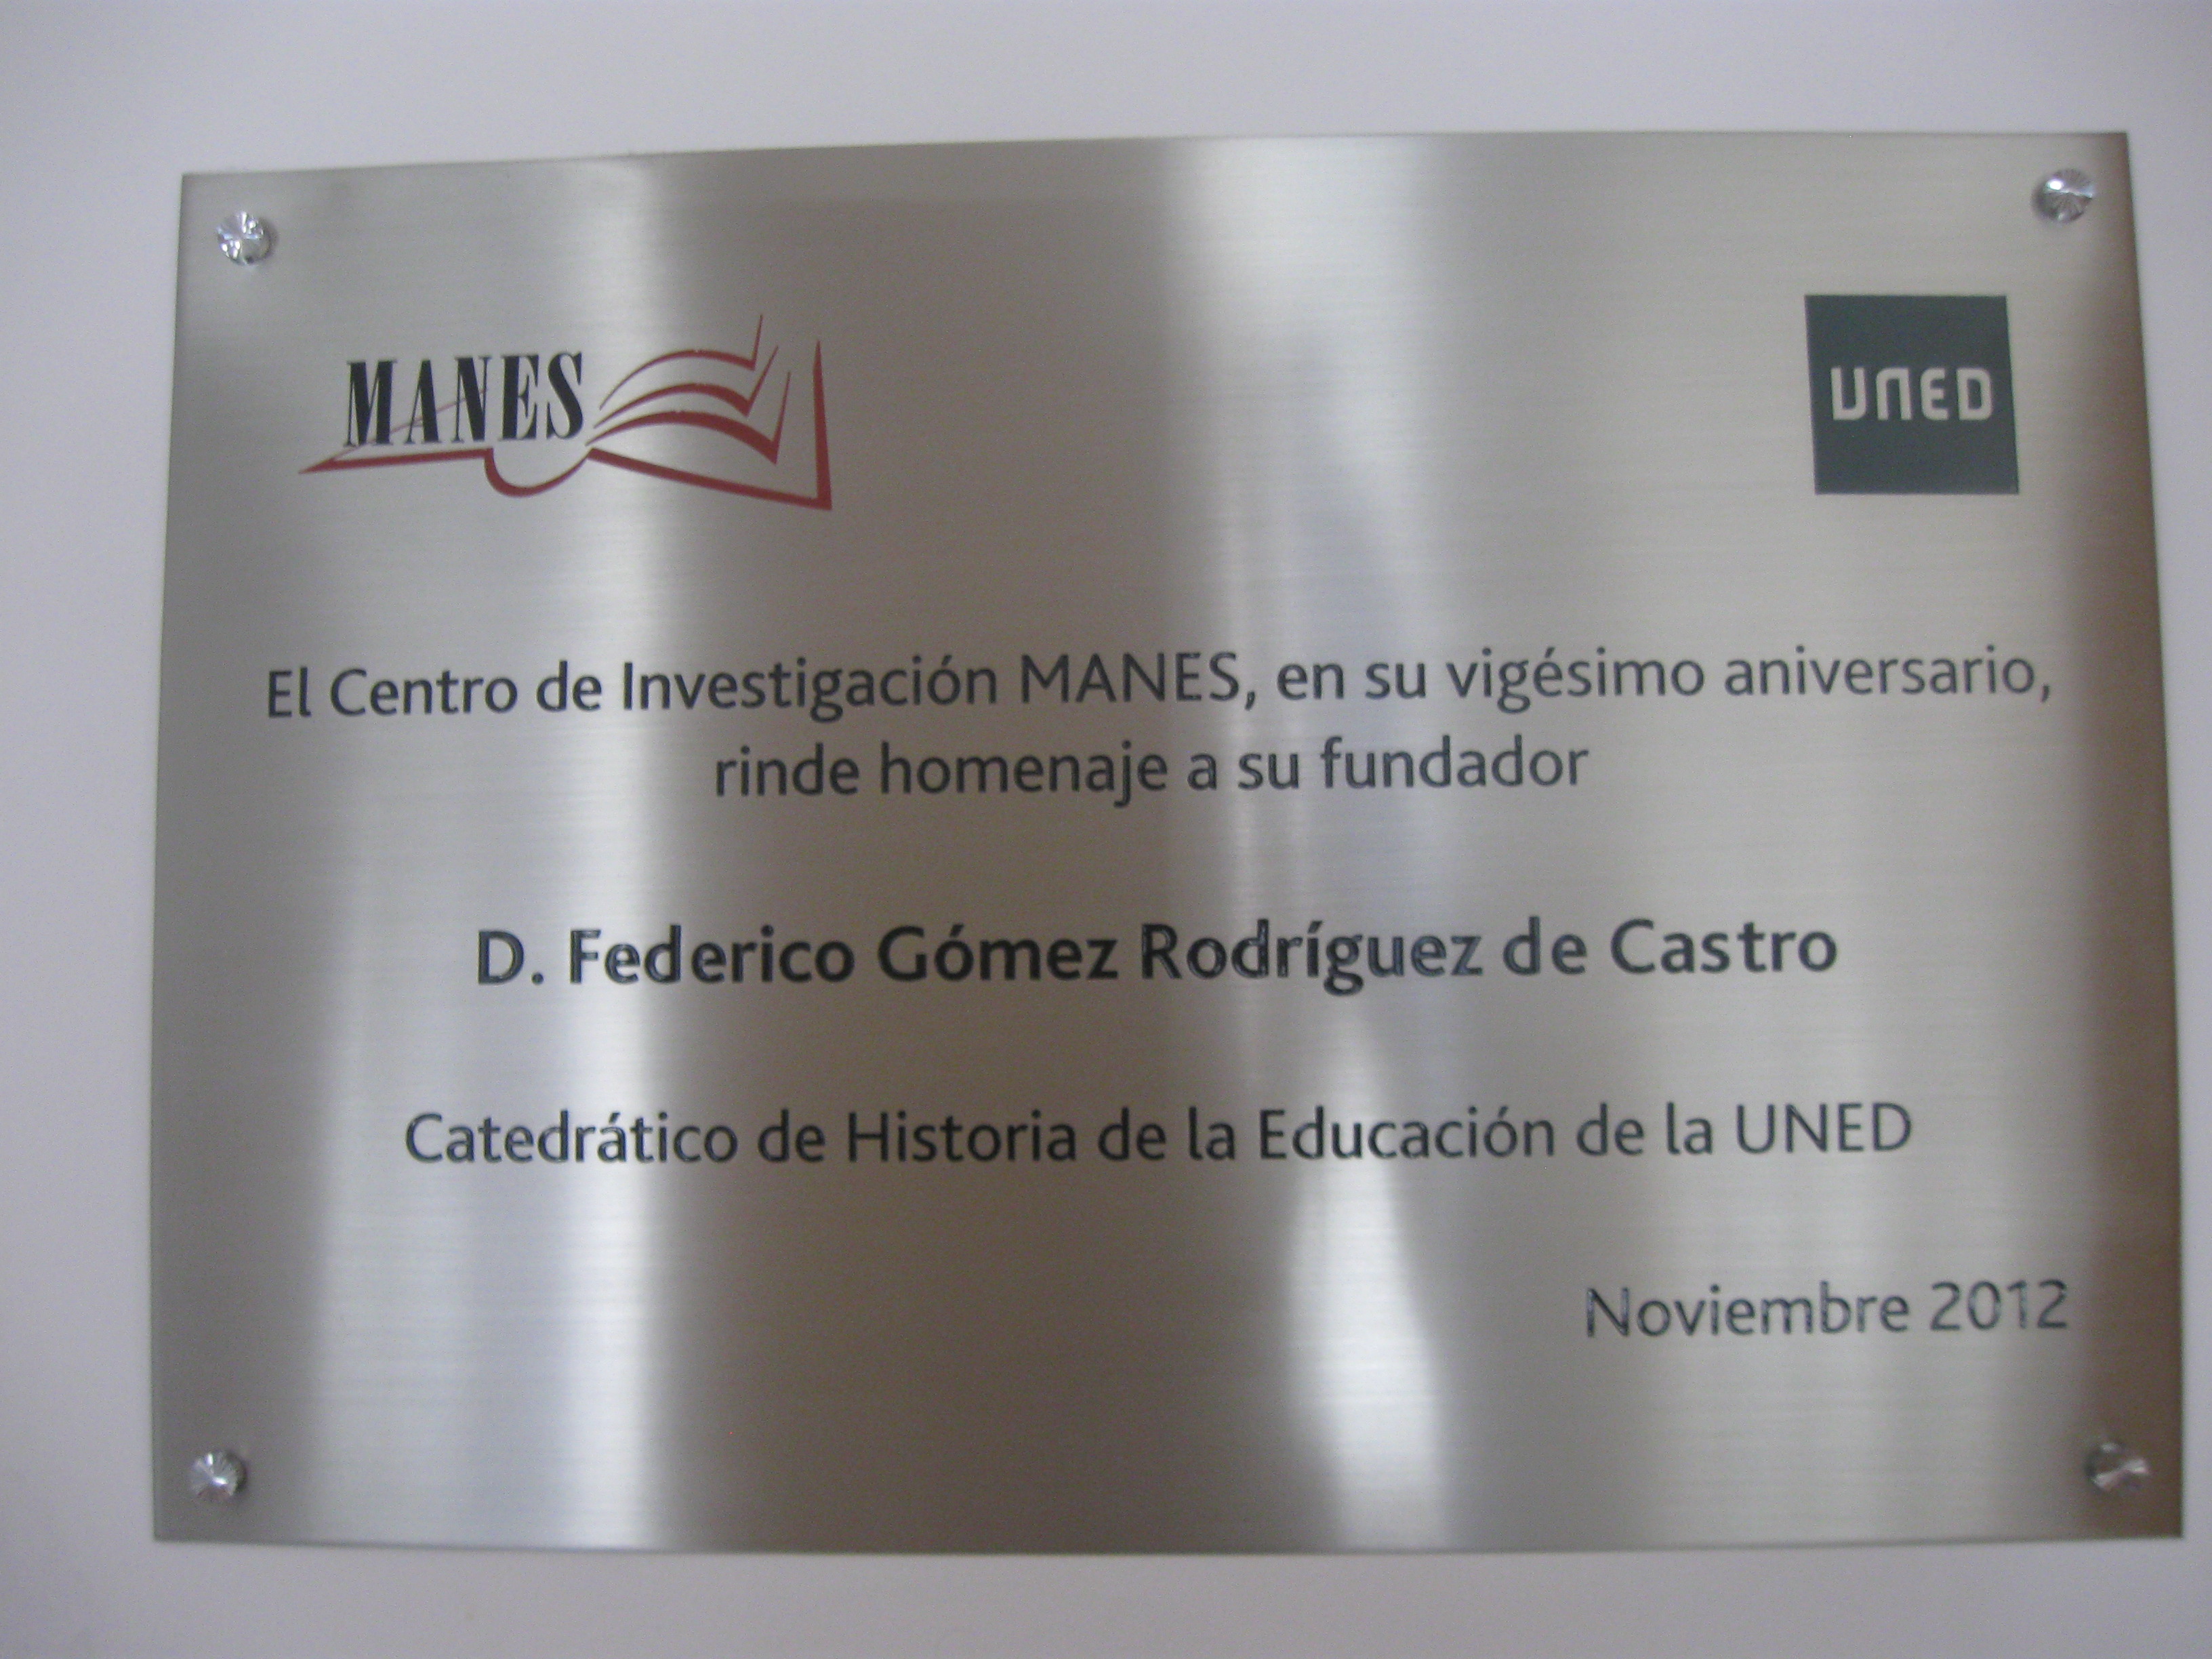 MANES
UNED
El Centro de Investigación MANES, en su vigésimo aniversario,
rinde homenaje a su fundador
D. Federico Gómez Rodríguez de Castro
Catedrático de Historia de la Educación de la UNED
Noviembre 2012